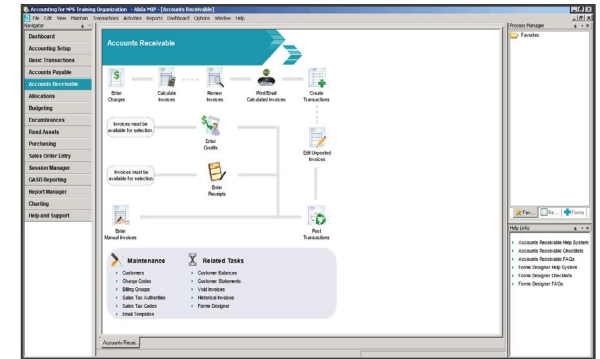 Accounting for NPS Training Organization - Abila MIP - [Accounts Receivable]
File Edit View Maintain Transactions Activities Reports Dashboard Options Window Help
Navigator
Dashboard
Accounting Setup
Basic Transactions
Accounts Payable
Accounts Receivable
Allocations
Budgeting
Encumbrances
Fixed Assets
Purchasing
Sales Order Entry
Session Manager
GASB Reporting
Report Manager
Charting
Help and Support
Accounts Receivable
Enter
Charges
Calculate
Invoices
Review
Invoices
Print/Email
Calculated Invoices
Create
Transactions
Invoices must be
available for selection.
Enter
Credits
Edit Unposted
Invoices
Invoices must be
available for selection.
Enter
Receipts
Enter
Manual Invoices
Post
Transactions
Maintenance
Customers
Charge Codes
Billing Groups
Sales Tax Authorities
Sales Tax Codes
Email Templates
Related Tasks
Customer Balances
Customer Statements
Void Invoices
Historical Invoices
Forms Designer
Accounts Recei...
Process Manager
Favorites
Fav...
Re...
Forms
Help Links
Accounts Receivable Help System
Accounts Receivable Checklists
Accounts Receivable FAQs
Forms Designer Help System
Forms Designer Checklists
Forms Designer FAQs